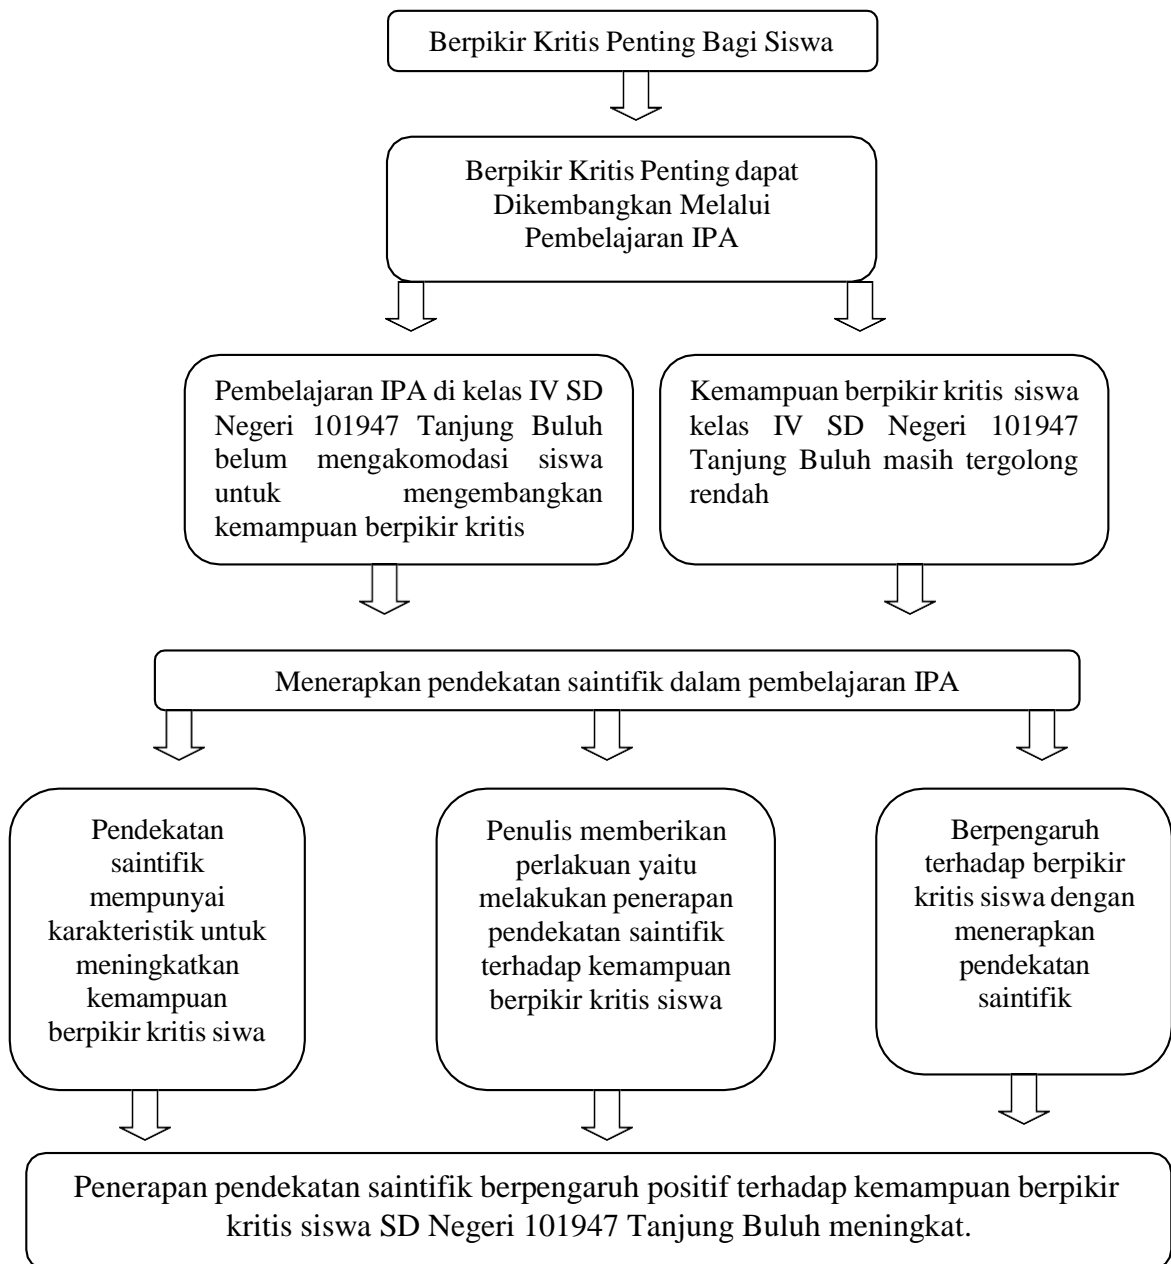 Berpikir Kritis Penting Bagi Siswa
Berpikir Kritis Penting dapat
Dikembangkan Melalui
Pembelajaran IPA
Pembelajaran IPA di kelas IV SD
Negeri 101947 Tanjung Buluh
belum mengakomodasi siswa
untuk mengembangkan
kemampuan berpikir kritis
Kemampuan berpikir kritis siswa
kelas IV SD Negeri 101947
Tanjung Buluh masih tergolong
rendah
Menerapkan pendekatan saintifik dalam pembelajaran IPA
Pendekatan
saintifik
mempunyai
karakteristik untuk
meningkatkan
kemampuan
berpikir kritis siwa
Penulis memberikan
perlakuan yaitu
melakukan penerapan
pendekatan saintifik
terhadap kemampuan
berpikir kritis siswa
Berpengaruh
terhadap berpikir
kritis siswa dengan
menerapkan
pendekatan
saintifik
Penerapan pendekatan saintifik berpengaruh positif terhadap kemampuan berpikir
kritis siswa SD Negeri 101947 Tanjung Buluh meningkat.